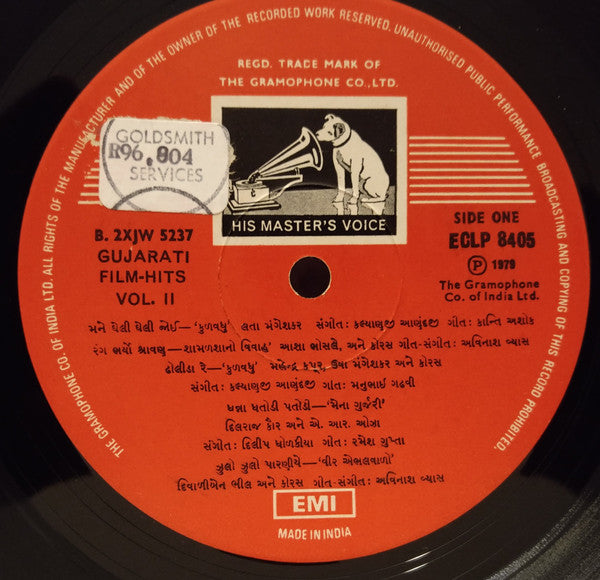 THE GRAMOPHONE CO. OF INDIA LTD. ALL RIGHTS OF THE MANUFACTURER AND OF THE OWNER OF THE RECORDED WORK RESERVED. UNAUTHORISED PUBLIC PERFORMANCE BROADCASTING AND COPYING OF THIS RECORD PROHIBITED.
REGD. TRADE MARK OF
THE GRAMOPHONE CO., LTD.
GOLDSMITH
R96,804
SERVICES
HIS MASTER'S VOICE
B. 2XJW 5237
GUJARATI
FILM-HITS
VOL. II
SIDE ONE
ECLP 8405
Ⓟ 1979
The Gramophone
Co. of India Ltd.
મને ઘેલી ઘેલી જોઈ—'કુળવધુ' લતા મંગેશકર સંગીત: કલ્યાણજી આણંદજી ગીત: કાન્તિ અશોક
રંગ ભર્યો શ્રાવણ—શામળશાનો વિવાહ' આશા ભોસલે, અને કોરસ ગીત-સંગીત: અવિનાશ વ્યાસ
ઢોલીડા રે—'કુળવધુ' મહેન્દ્ર કપુર, ઉષા મંગેશકર અને કોરસ
સંગીત: કલ્યાણજી આણંદજી ગીત: મનુભાઇ ગઢવી
ધન્ના ધતોડી પતોડી—'મેના ગુર્જરી'
દિલરાજ કૌર અને એ. આર. ઓઝા
સંગીત: દિલીપ ધોળકીયા ગીત: રમેશ ગુપ્તા
ઝુલો ઝુલો પારણીયે—'વીર એભલવાળો'
દિવાળીબેન ભીલ અને કોરસ ગીત-સંગીત: અવિનાશ વ્યાસ
EMI
MADE IN INDIA